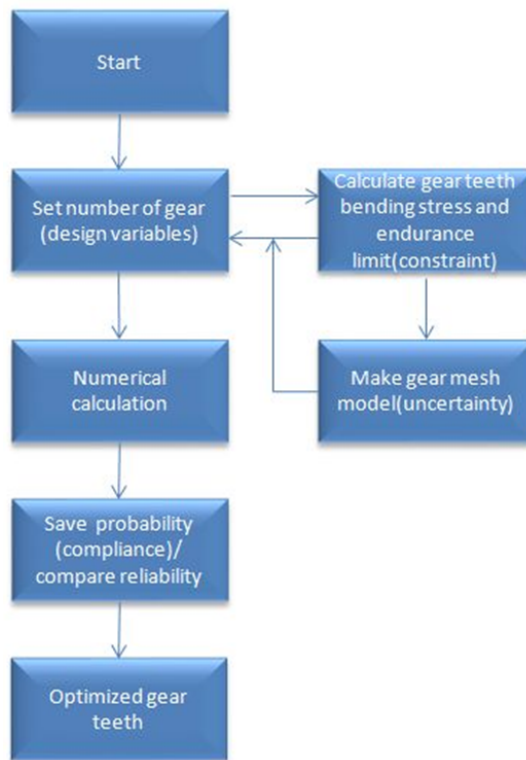 Start
Set number of gear
(design variables)
Calculate gear teeth
bending stress and
endurance
limit(constraint)
Numerical
calculation
Make gear mesh
model(uncertainty)
Save probability
(compliance)/
compare reliability
Optimized gear
teeth